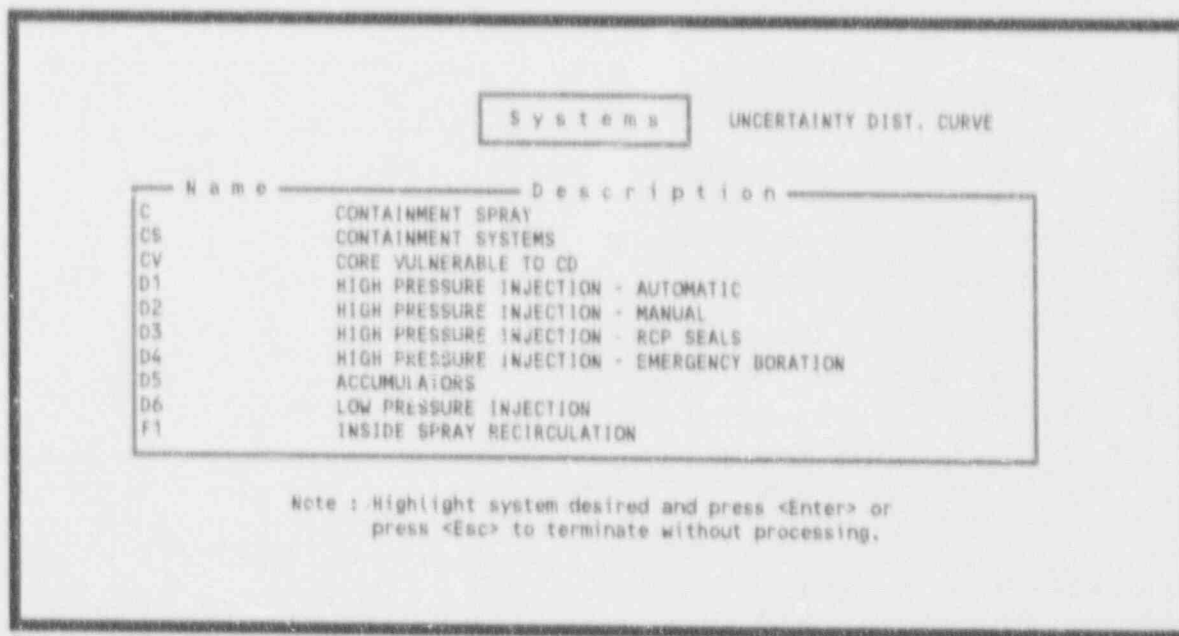 Systems UNCERTAINTY DIST. CURVE
Name Description
C CONTAINMENT SPRAY
CS CONTAINMENT SYSTEMS
CV CORE VULNERABLE TO CD
D1 HIGH PRESSURE INJECTION - AUTOMATIC
D2 HIGH PRESSURE INJECTION - MANUAL
D3 HIGH PRESSURE INJECTION - RCP SEALS
D4 HIGH PRESSURE INJECTION - EMERGENCY BORATION
D5 ACCUMULATORS
D6 LOW PRESSURE INJECTION
F1 INSIDE SPRAY RECIRCULATION
Note : Highlight system desired and press <Enter> or
press <Esc> to terminate without processing.